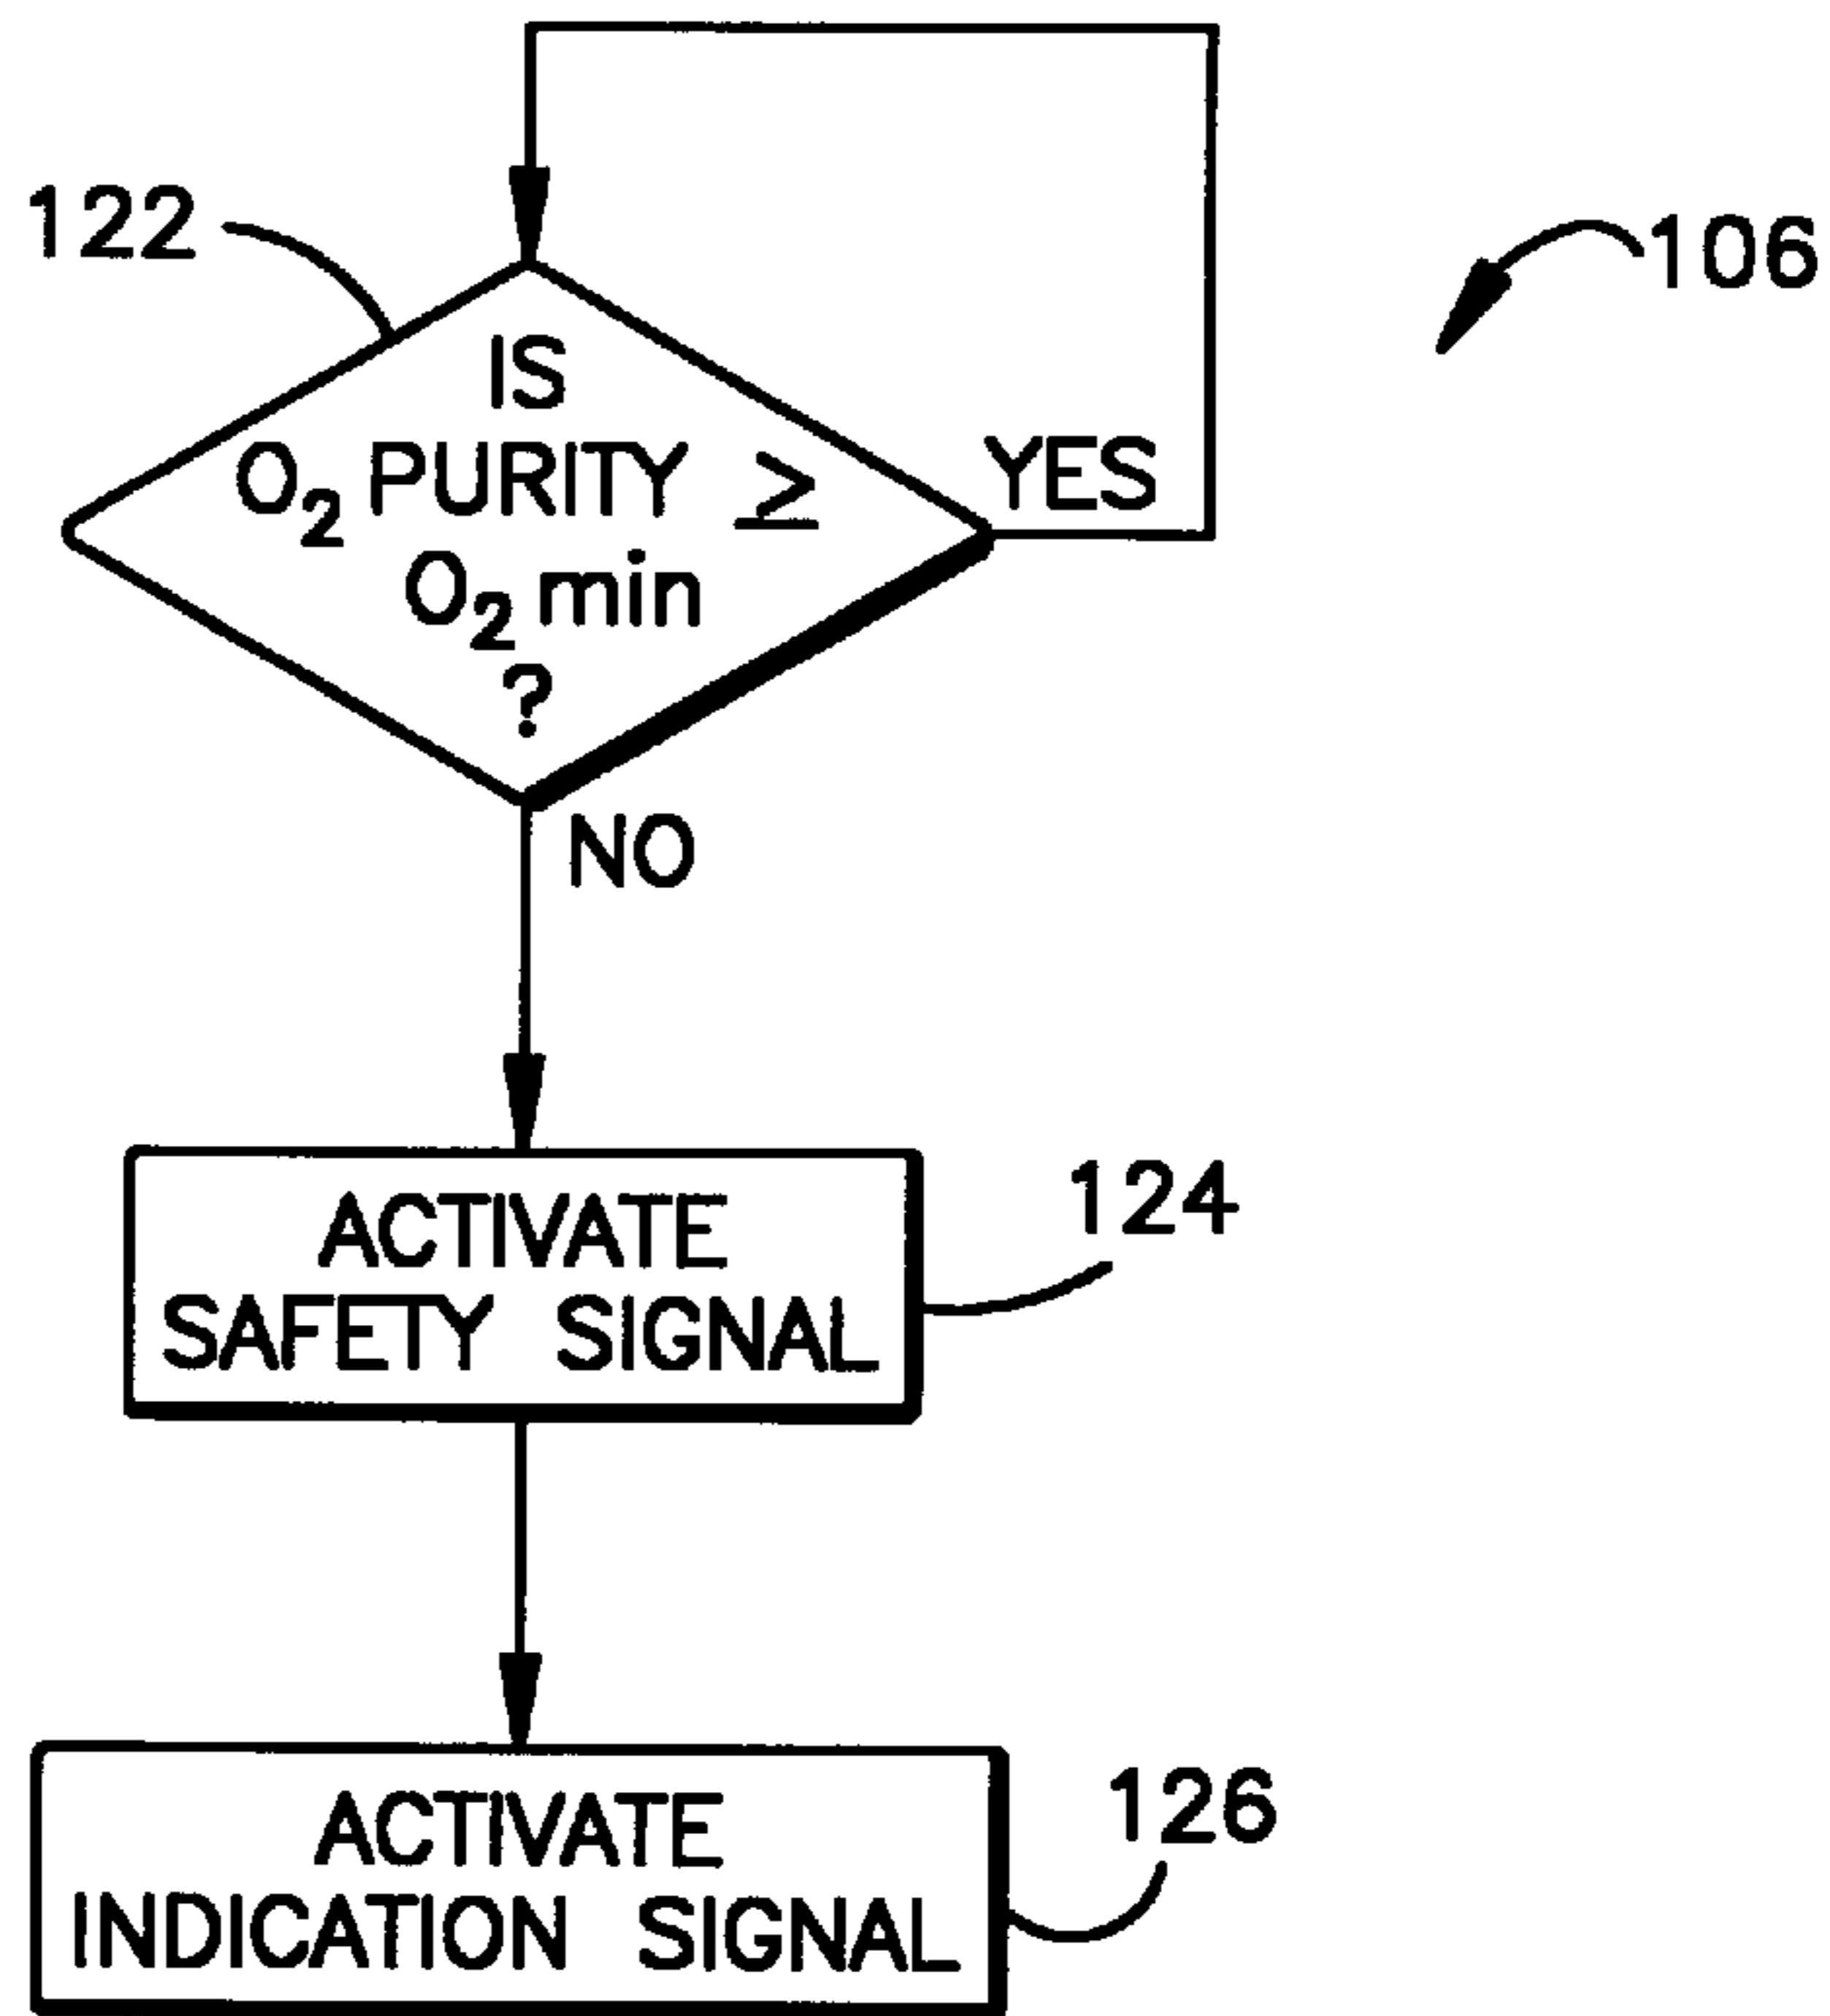 122
106
IS
O₂ PURITY ≥
O₂ min
?
YES
NO
ACTIVATE
SAFETY SIGNAL
124
ACTIVATE
INDICATION SIGNAL
126